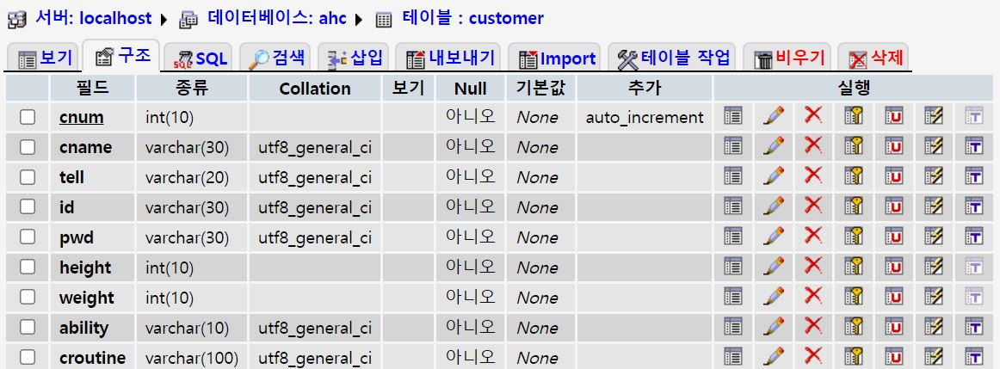 서버: localhost ▶ 데이터베이스: ahc ▶ 테이블 : customer
보기 구조 SQL 검색 삽입 내보내기 Import 테이블 작업 비우기 삭제
필드 종류 Collation 보기 Null 기본값 추가 실행
cnum int(10) 아니오 None auto_increment
cname varchar(30) utf8_general_ci 아니오 None
tell varchar(20) utf8_general_ci 아니오 None
id varchar(30) utf8_general_ci 아니오 None
pwd varchar(30) utf8_general_ci 아니오 None
height int(10) 아니오 None
weight int(10) 아니오 None
ability varchar(10) utf8_general_ci 아니오 None
croutine varchar(100) utf8_general_ci 아니오 None